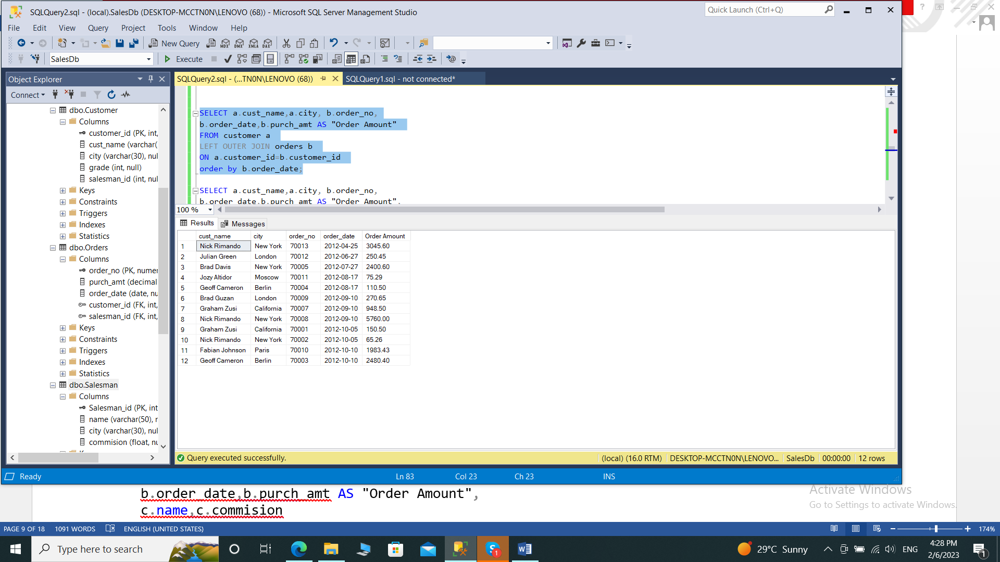 SQLQuery2.sql - (local).SalesDb (DESKTOP-MCCTN0N\LENOVO (68)) - Microsoft SQL Server Management Studio
Quick Launch (Ctrl+Q)
File Edit View Query Project Tools Window Help
New Query MDX DMX XMLA DAX
SalesDb Execute
Object Explorer
SQLQuery2.sql - (...TN0N\LENOVO (68)) SQLQuery1.sql - not connected*
Connect
dbo.Customer
Columns
customer_id (PK, int,
cust_name (varchar(
city (varchar(30), nul
grade (int, null)
salesman_id (int, nul
Keys
Constraints
Triggers
Indexes
Statistics
dbo.Orders
Columns
order_no (PK, numer
purch_amt (decimal
order_date (date, nu
customer_id (FK, int,
salesman_id (FK, int,
Keys
Constraints
Triggers
Indexes
Statistics
dbo.Salesman
Columns
Salesman_id (PK, int
name (varchar(50), r
city (varchar(30), nul
commision (float, nu
SELECT a.cust_name,a.city, b.order_no,
b.order_date,b.purch_amt AS "Order Amount"
FROM customer a
LEFT OUTER JOIN orders b
ON a.customer_id=b.customer_id
order by b.order_date;
SELECT a.cust_name,a.city, b.order_no,
b.order_date,b.purch_amt AS "Order Amount",
100 %
Results Messages
cust_name city order_no order_date Order Amount
1 Nick Rimando New York 70013 2012-04-25 3045.60
2 Julian Green London 70012 2012-06-27 250.45
3 Brad Davis New York 70005 2012-07-27 2400.60
4 Jozy Altidor Moscow 70011 2012-08-17 75.29
5 Geoff Cameron Berlin 70004 2012-08-17 110.50
6 Brad Guzan London 70009 2012-09-10 270.65
7 Graham Zusi California 70007 2012-09-10 948.50
8 Nick Rimando New York 70008 2012-09-10 5760.00
9 Graham Zusi California 70001 2012-10-05 150.50
10 Nick Rimando New York 70002 2012-10-05 65.26
11 Fabian Johnson Paris 70010 2012-10-10 1983.43
12 Geoff Cameron Berlin 70003 2012-10-10 2480.40
Query executed successfully. (local) (16.0 RTM) DESKTOP-MCCTN0N\LENOVO... SalesDb 00:00:00 12 rows
Ready Ln 83 Col 23 Ch 23 INS
b.order_date,b.purch_amt AS "Order Amount",
c.name,c.commision
Activate Windows
Go to Settings to activate Windows.
PAGE 9 OF 18 1091 WORDS ENGLISH (UNITED STATES) 174%
Type here to search
29°C Sunny ENG
4:28 PM
2/6/2023
1
1